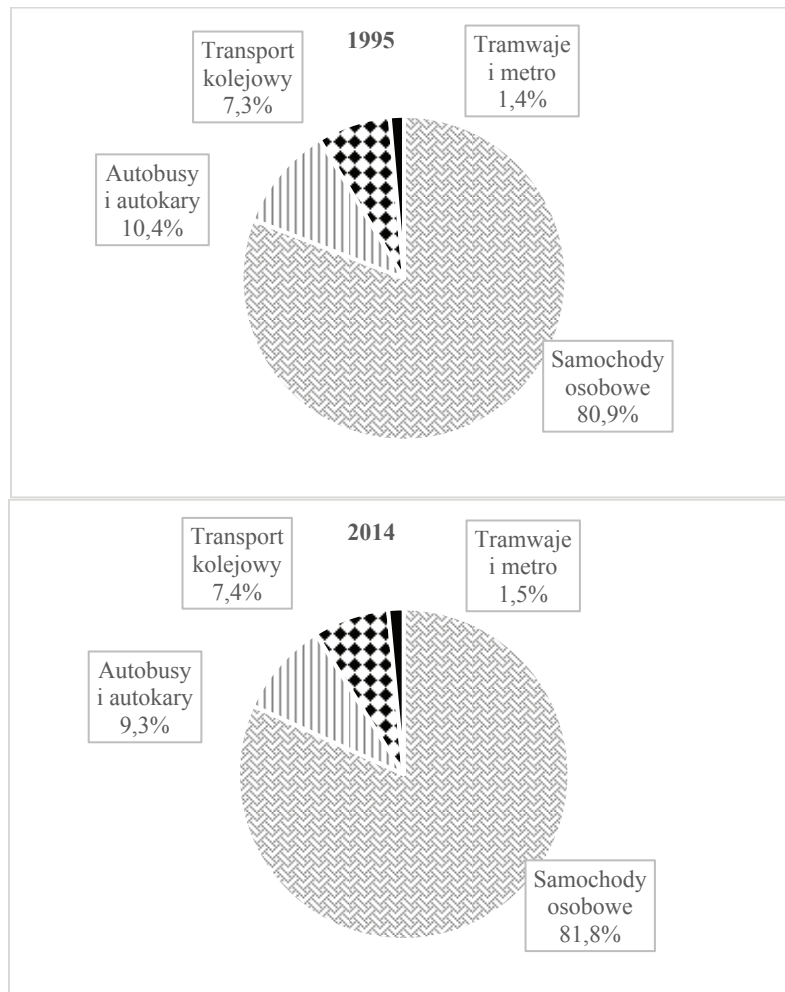 1995
Transport
kolejowy
7,3%
Tramwaje
i metro
1,4%
Autobusy
i autokary
10,4%
Samochody
osobowe
80,9%
2014
Transport
kolejowy
7,4%
Tramwaje
i metro
1,5%
Autobusy
i autokary
9,3%
Samochody
osobowe
81,8%